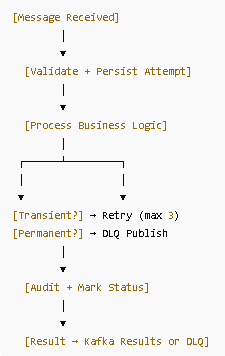 [Message Received]
[Validate + Persist Attempt]
[Process Business Logic]
[Transient?] → Retry (max 3)
[Permanent?] → DLQ Publish
[Audit + Mark Status]
[Result → Kafka Results or DLQ]